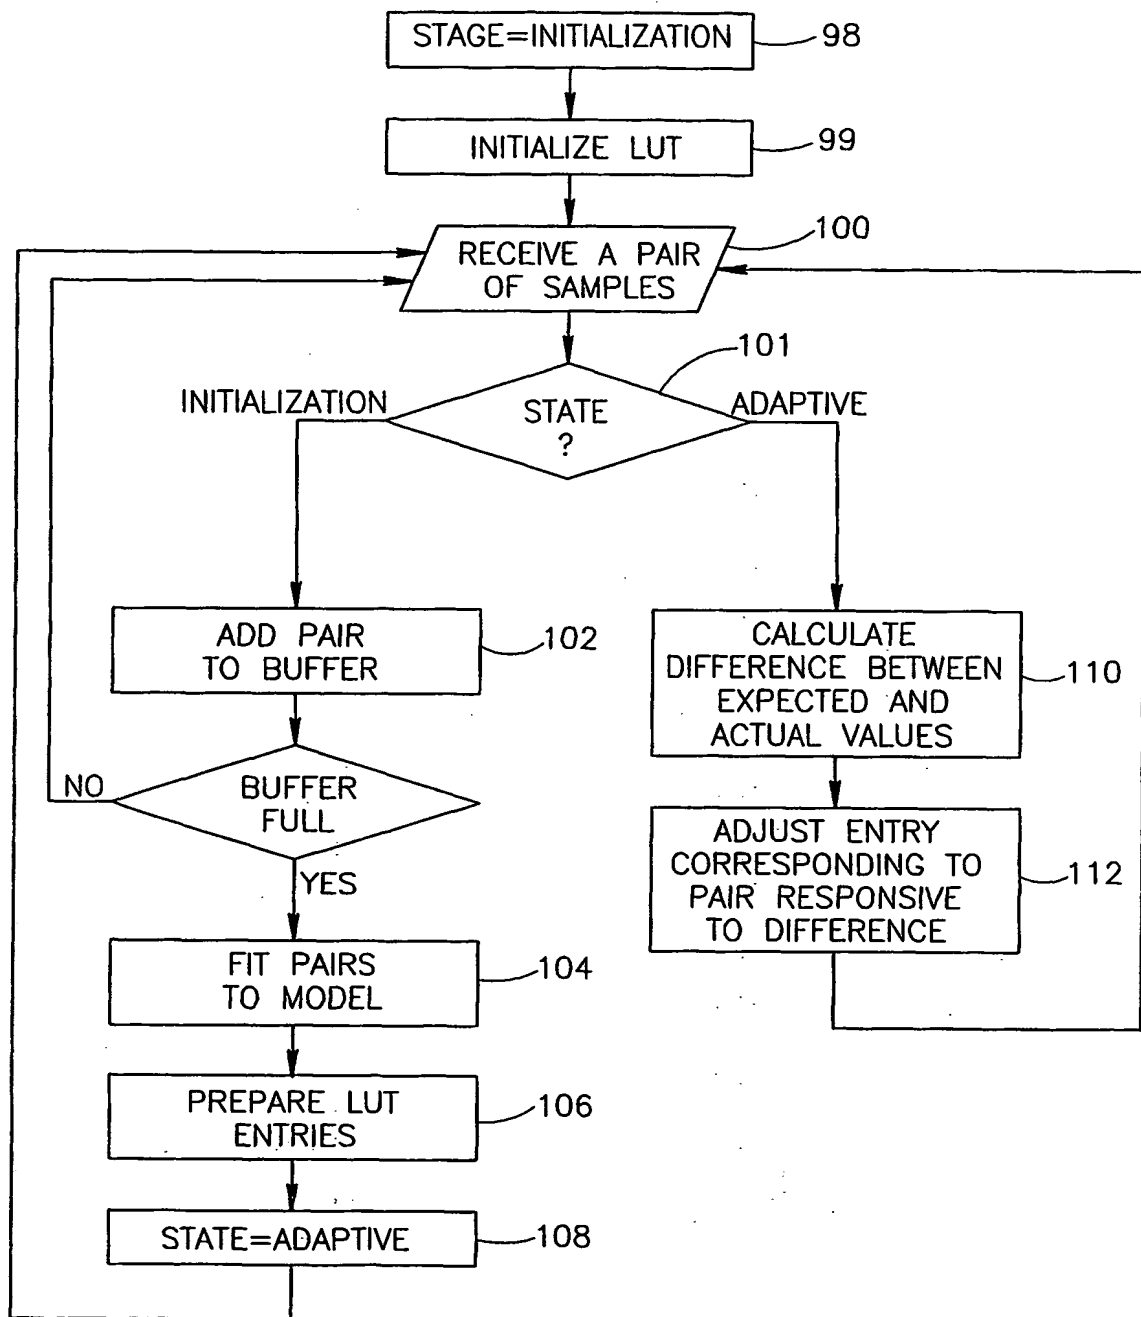 STAGE=INITIALIZATION
98
INITIALIZE LUT
99
RECEIVE A PAIR
OF SAMPLES
100
101
INITIALIZATION
STATE
?
ADAPTIVE
ADD PAIR
TO BUFFER
102
CALCULATE
DIFFERENCE BETWEEN
EXPECTED AND
ACTUAL VALUES
110
NO
BUFFER
FULL
YES
ADJUST ENTRY
CORRESPONDING TO
PAIR RESPONSIVE
TO DIFFERENCE
112
FIT PAIRS
TO MODEL
104
PREPARE LUT
ENTRIES
106
STATE=ADAPTIVE
108